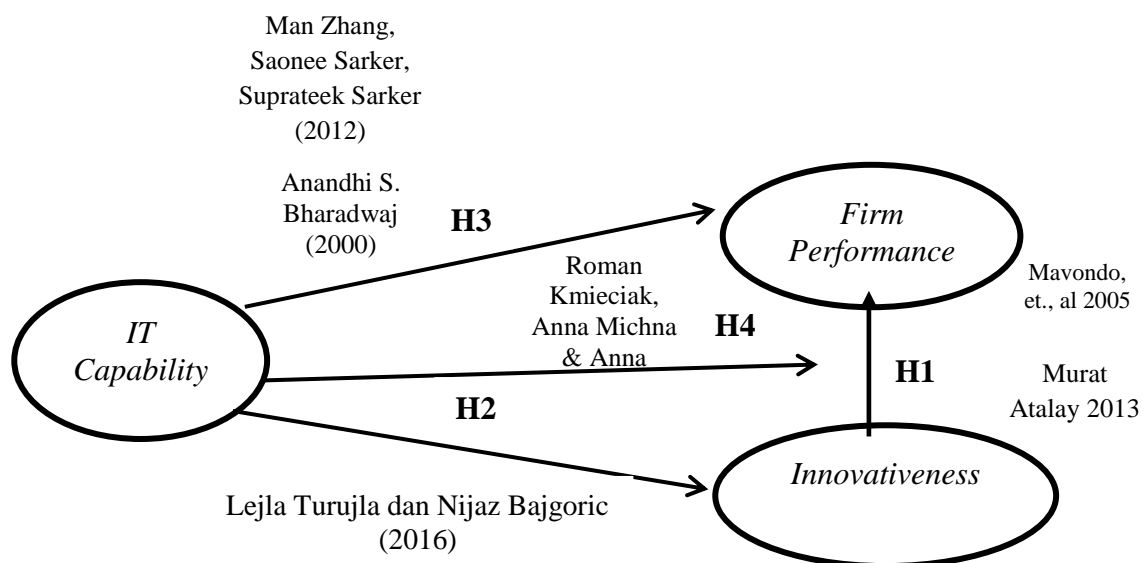 Man Zhang,
Saonee Sarker,
Suprateek Sarker
(2012)
Anandhi S.
Bharadwaj
(2000)
H3
Firm
Performance
Roman
Kmieciak,
Anna Michna
& Anna
H4
Mavondo,
et., al 2005
IT
Capability
H2
H1
Murat
Atalay 2013
Innovativeness
Lejla Turujla dan Nijaz Bajgoric
(2016)